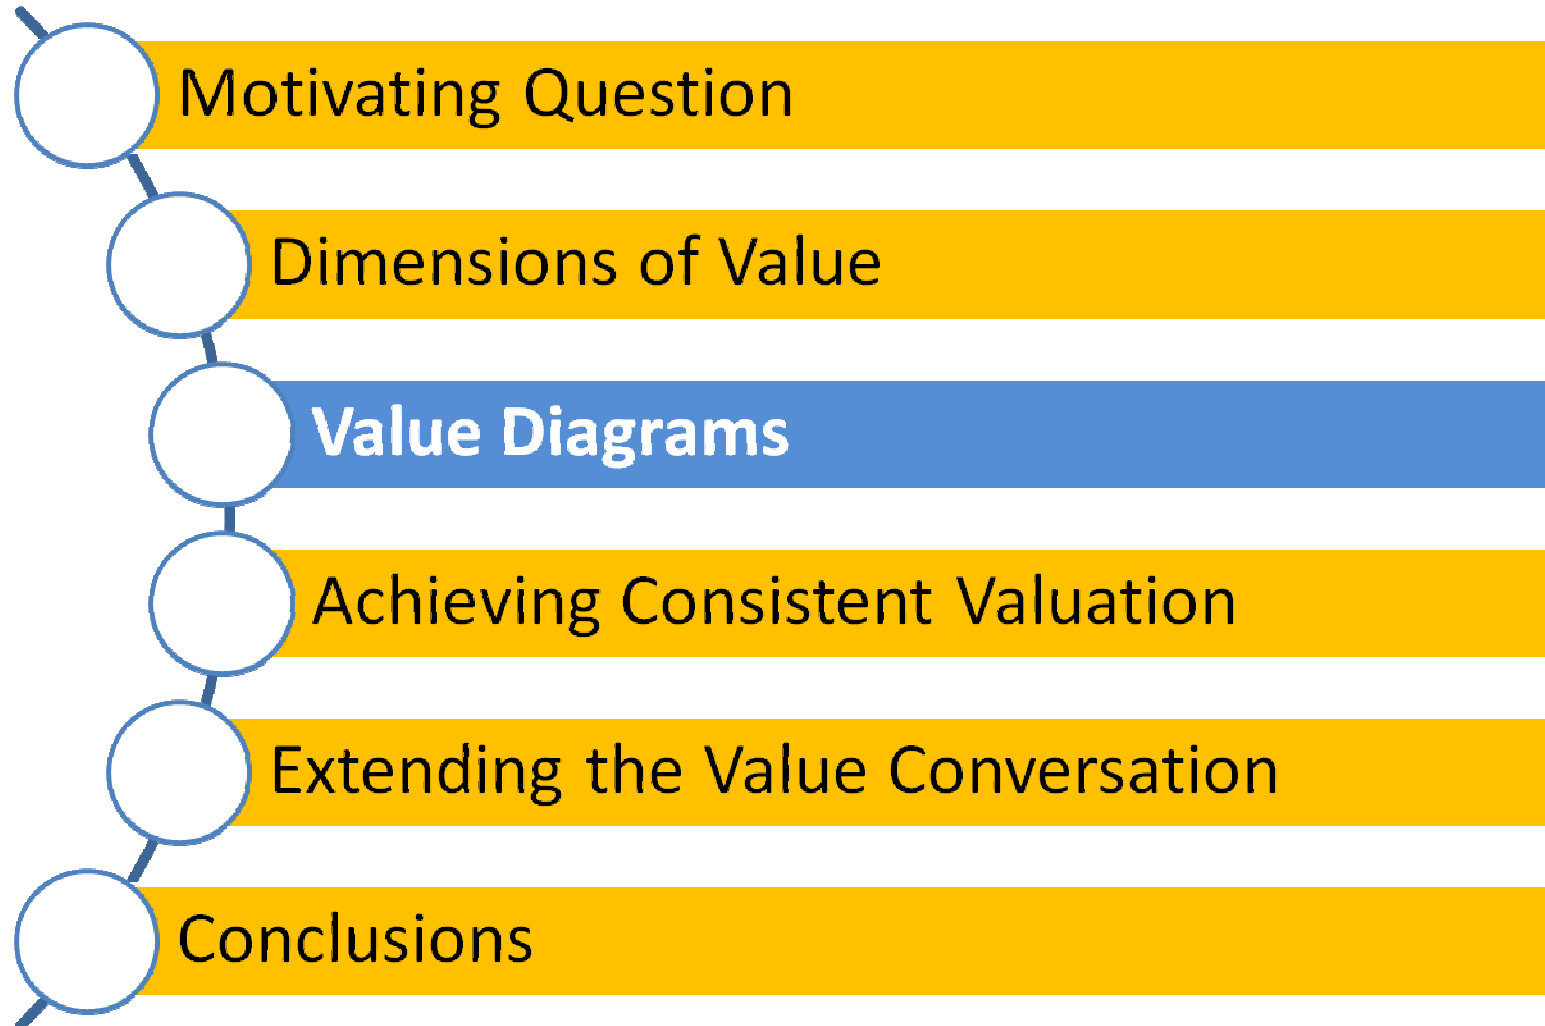 Motivating Question
Dimensions of Value
Value Diagrams
Achieving Consistent Valuation
Extending the Value Conversation
Conclusions